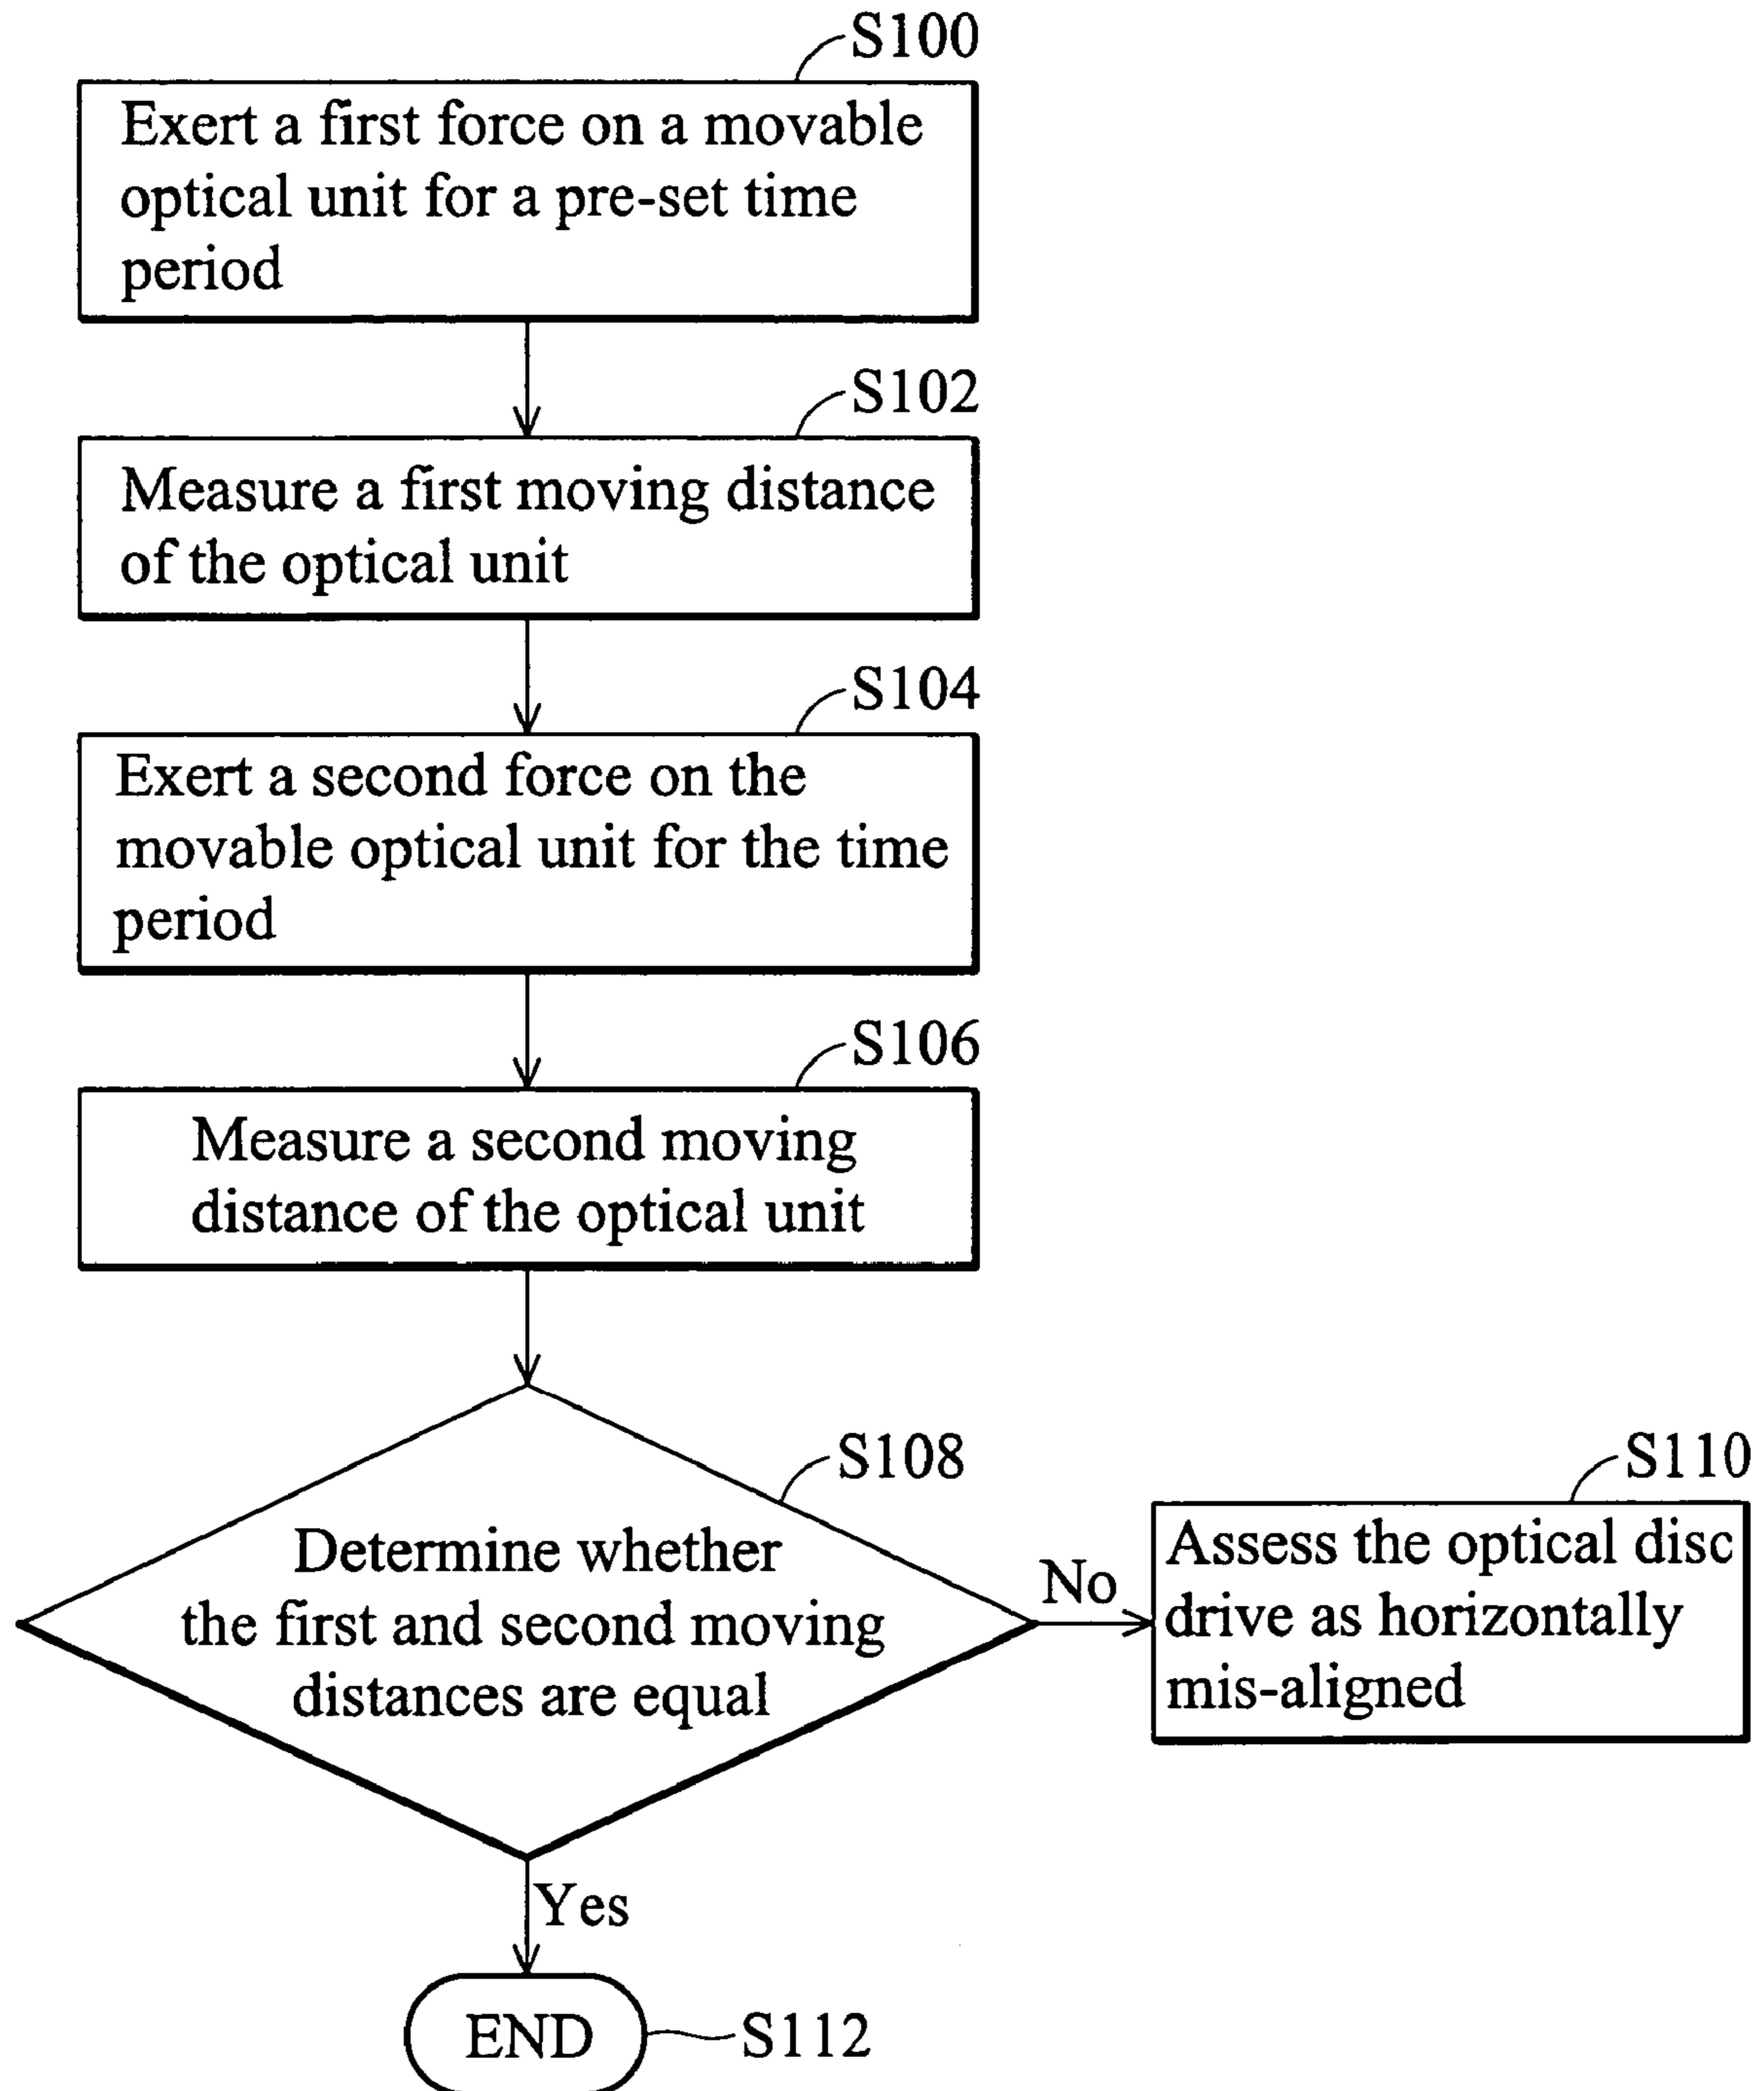 S100
Exert a first force on a movable
optical unit for a pre-set time
period
S102
Measure a first moving distance
of the optical unit
S104
Exert a second force on the
movable optical unit for the time
period
S106
Measure a second moving
distance of the optical unit
S108
Determine whether
the first and second moving
distances are equal
No
S110
Assess the optical disc
drive as horizontally
mis-aligned
Yes
END
S112